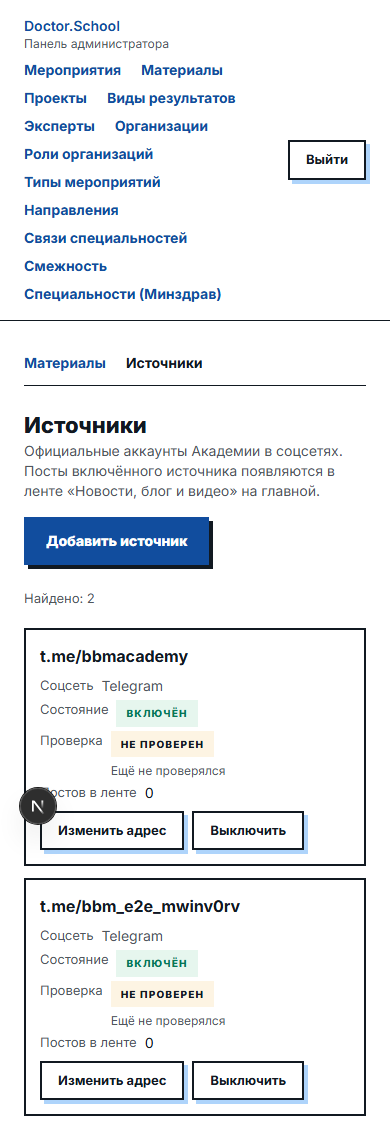 Doctor.School
Панель администратора
Мероприятия Материалы
Проекты Виды результатов
Эксперты Организации
Роли организаций
Типы мероприятий
Направления
Связи специальностей
Смежность
Специальности (Минздрав)
Выйти
Материалы Источники
Источники
Официальные аккаунты Академии в соцсетях.
Посты включённого источника появляются в
ленте «Новости, блог и видео» на главной.
Добавить источник
Найдено: 2
t.me/bbmacademy
Соцсеть Telegram
Состояние ВКЛЮЧЁН
Проверка НЕ ПРОВЕРЕН
Ещё не проверялся
Постов в ленте 0
N
Изменить адрес Выключить
t.me/bbm_e2e_mwinv0rv
Соцсеть Telegram
Состояние ВКЛЮЧЁН
Проверка НЕ ПРОВЕРЕН
Ещё не проверялся
Постов в ленте 0
Изменить адрес Выключить